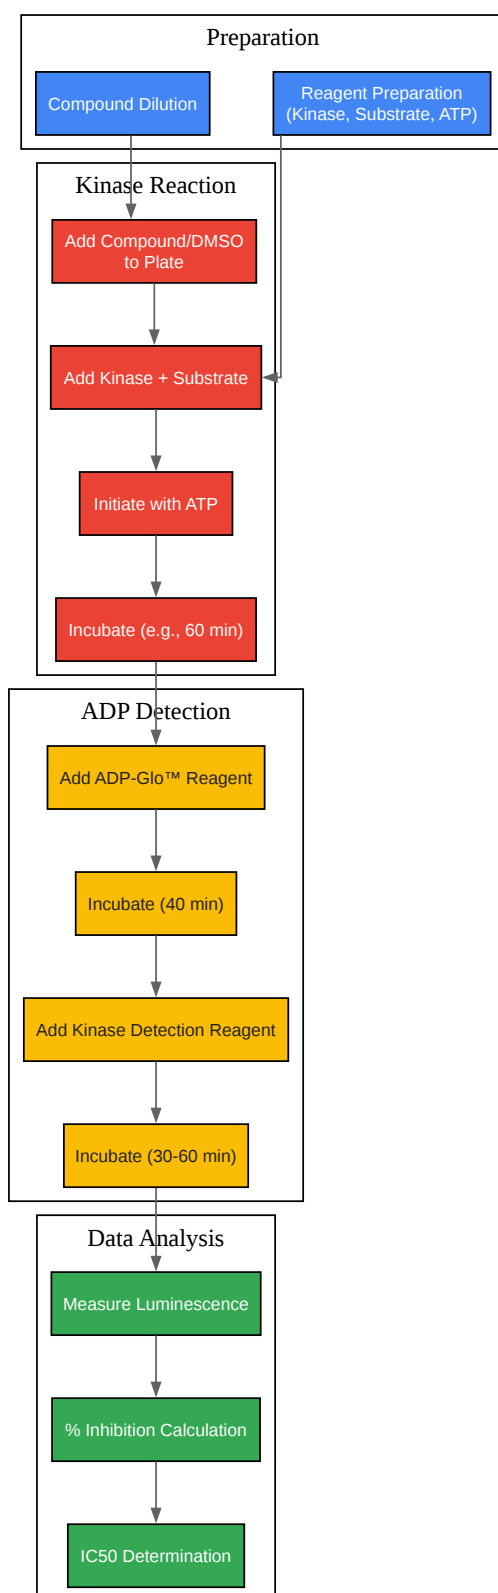 Preparation
Compound Dilution
Reagent Preparation
(Kinase, Substrate, ATP)
Kinase Reaction
Add Compound/DMSO
to Plate
Add Kinase + Substrate
Initiate with ATP
Incubate (e.g., 60 min)
ADP Detection
Add ADP-Glo™ Reagent
Incubate (40 min)
Add Kinase Detection Reagent
Incubate (30-60 min)
Data Analysis
Measure Luminescence
% Inhibition Calculation
IC50 Determination